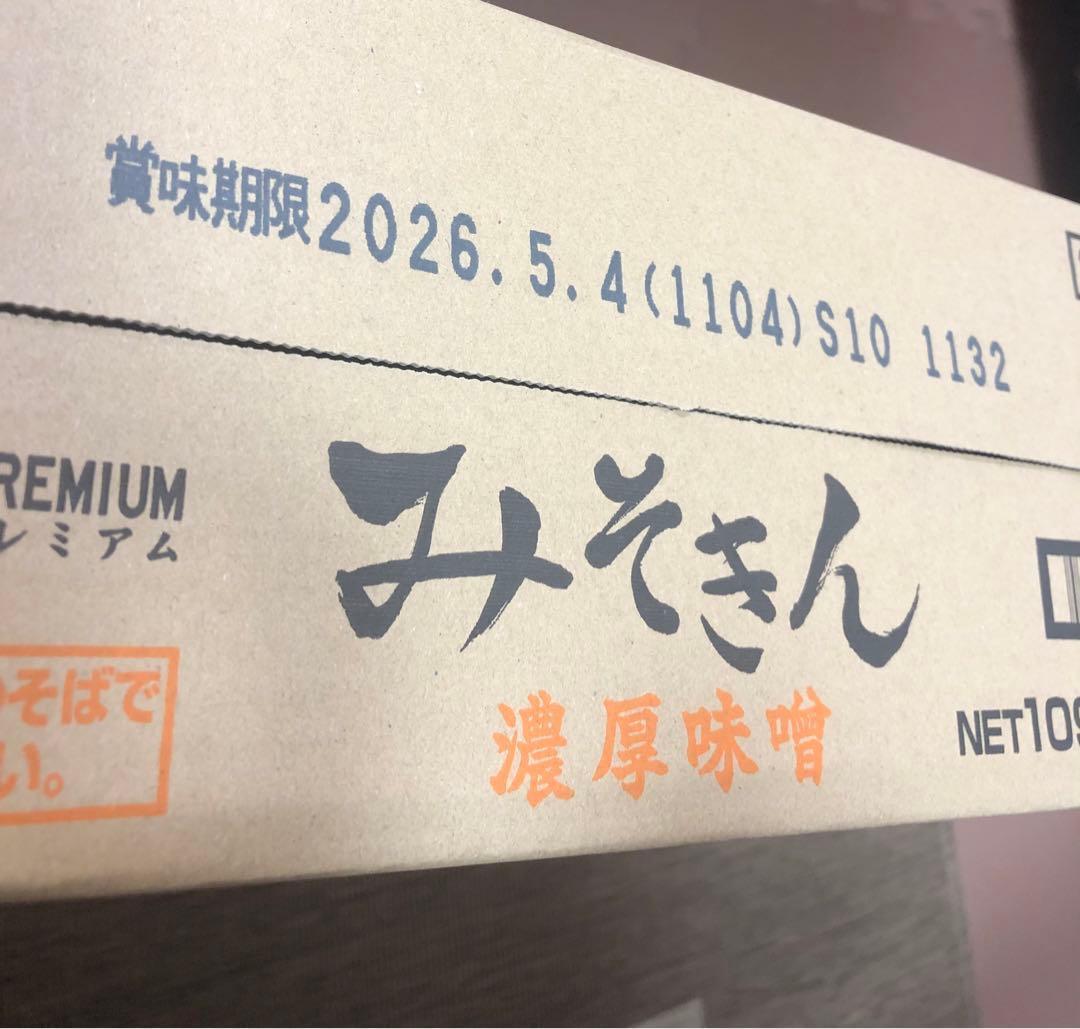 賞味期限2026.5.4(1104)S10 1132
REMIUM
レミアム
みそきん
濃厚味噌
そばで
い。
NET109